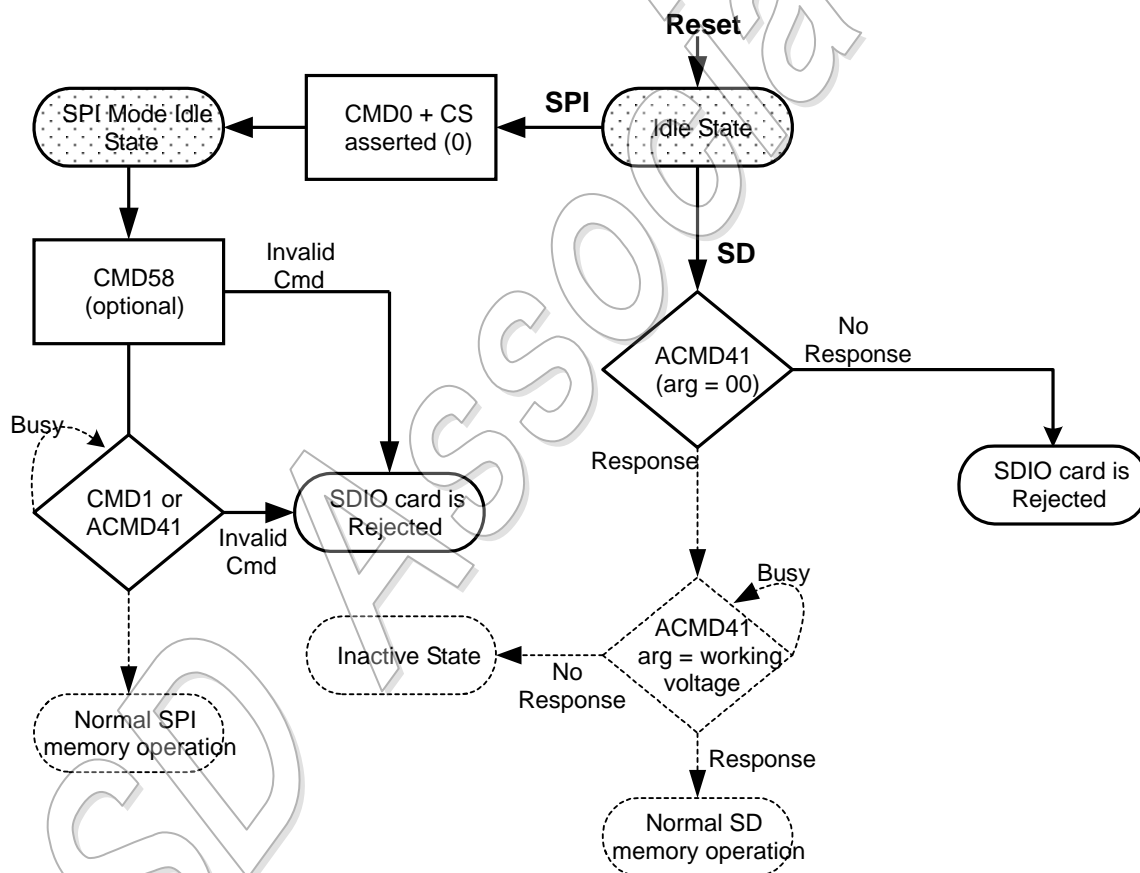 Reset
SPI Mode Idle
State
CMD0 + CS
asserted (0)
SPI
Idle State
CMD58
(optional)
Invalid
Cmd
SD
ACMD41
(arg = 00)
No
Response
Busy
CMD1 or
ACMD41
Invalid
Cmd
SDIO card is
Rejected
Response
SDIO card is
Rejected
Busy
Inactive State
No
Response
ACMD41
arg = working
voltage
Normal SPI
memory operation
Response
Normal SD
memory operation
SD Associa